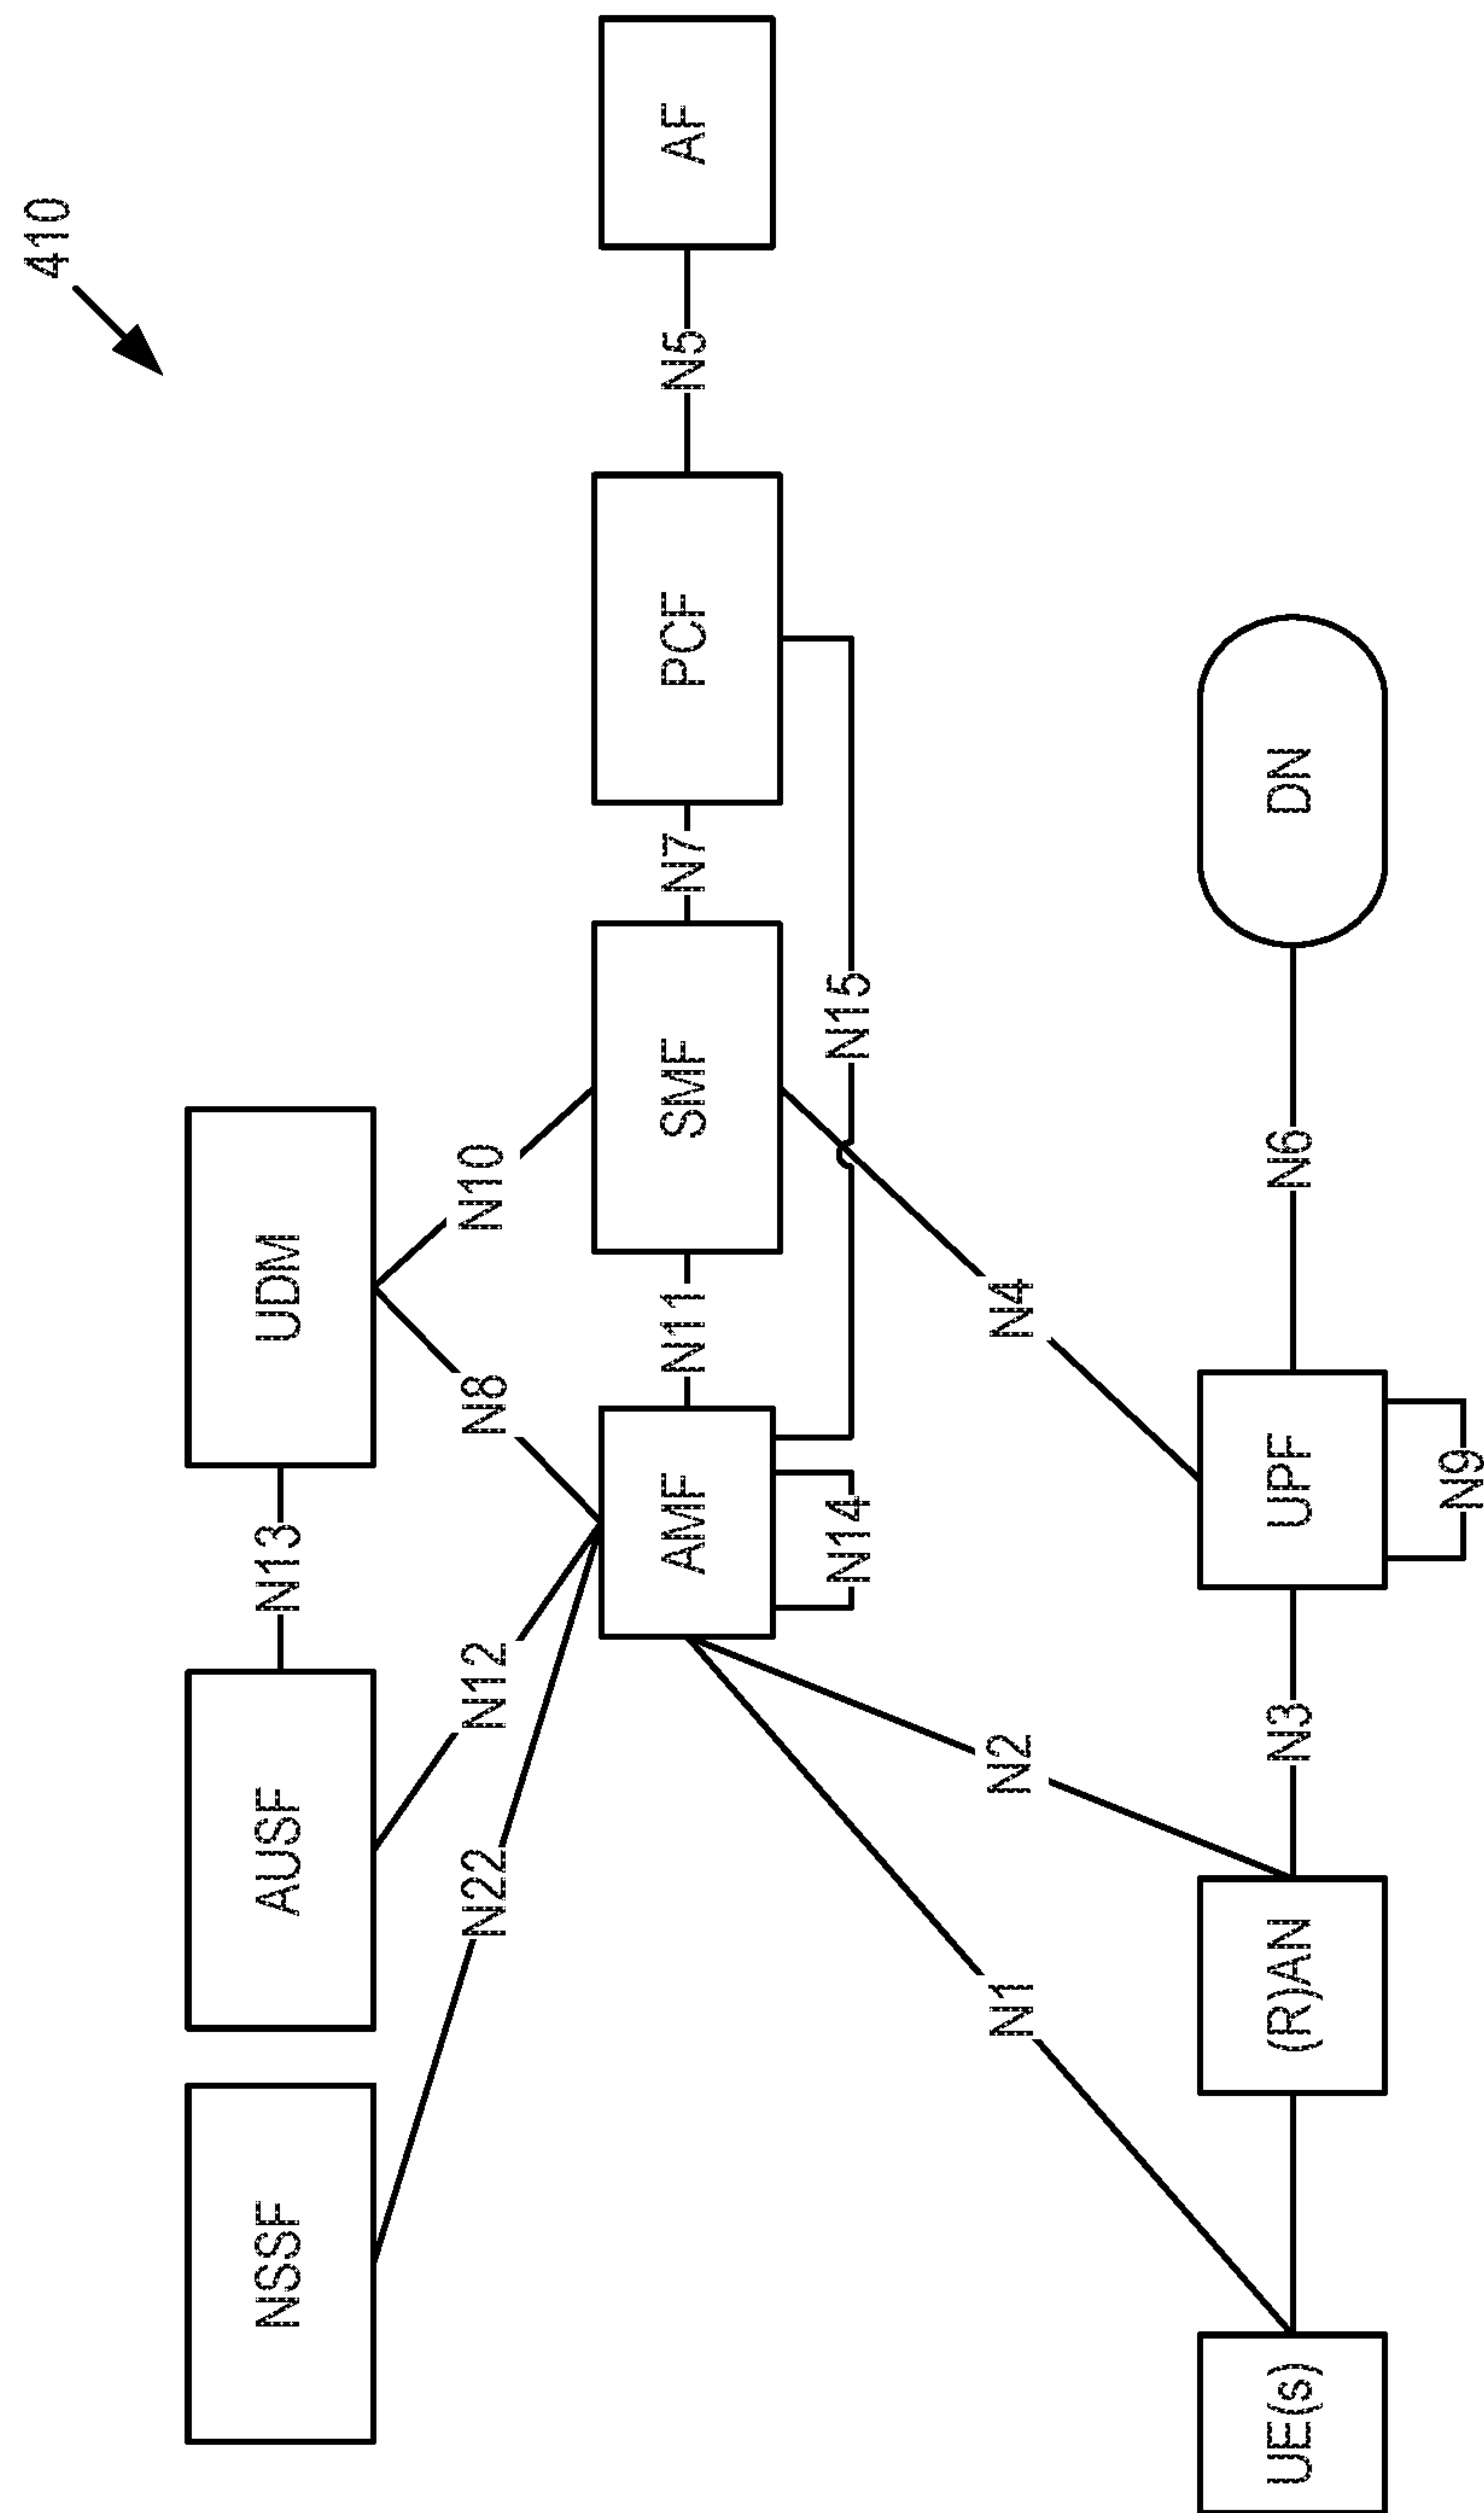 410
NSSF
AUSF
N13
UDM
N22
N12
N8
N10
AMF
N11
SMF
N7
PCF
N5
AF
N14
N15
N1
N2
N4
UE(s)
(R)AN
N3
UPF
N6
DN
N9